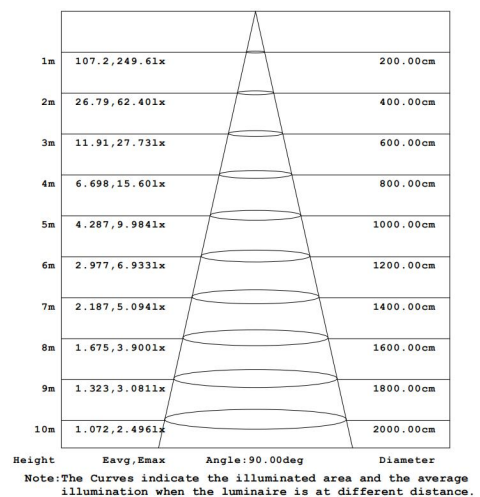 1m 107.2,249.6lx 200.00cm
2m 26.79,62.40lx 400.00cm
3m 11.91,27.73lx 600.00cm
4m 6.698,15.60lx 800.00cm
5m 4.287,9.984lx 1000.00cm
6m 2.977,6.933lx 1200.00cm
7m 2.187,5.094lx 1400.00cm
8m 1.675,3.900lx 1600.00cm
9m 1.323,3.081lx 1800.00cm
10m 1.072,2.496lx 2000.00cm
Height Eavg,Emax Angle:90.00deg Diameter
Note:The Curves indicate the illuminated area and the average
illumination when the luminaire is at different distance.